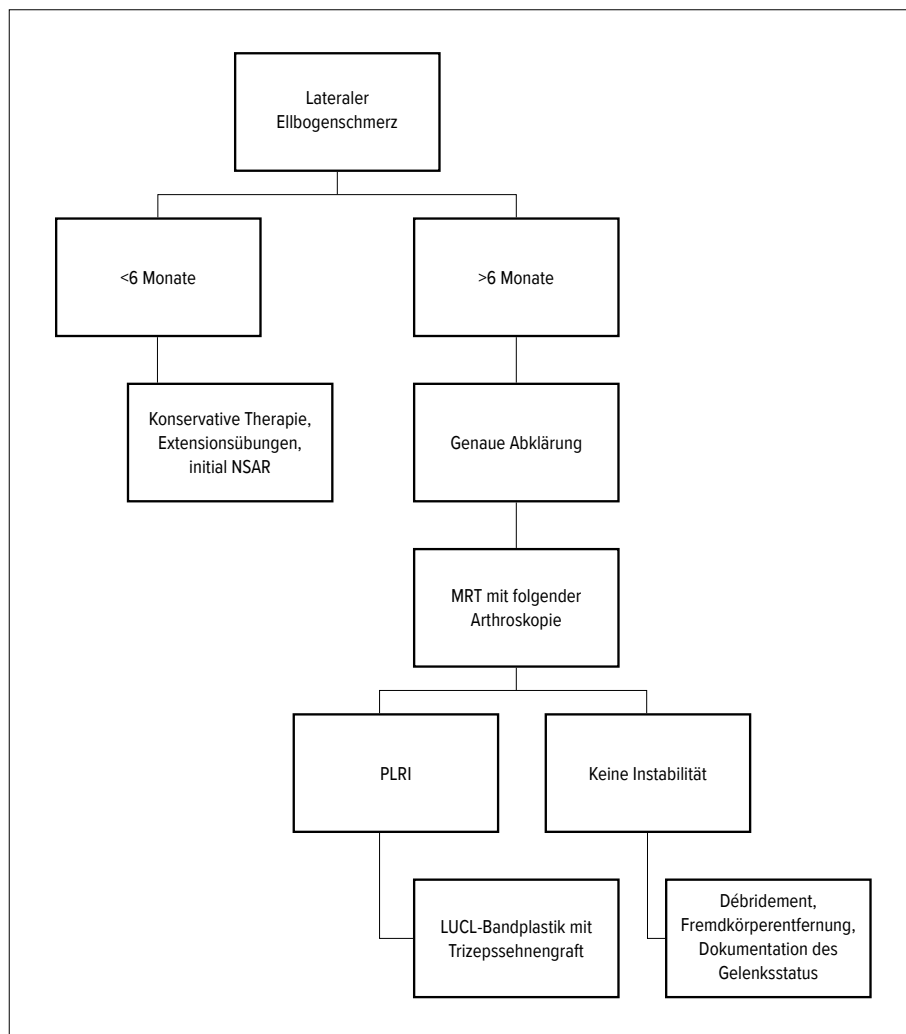 Lateraler
Ellbogenschmerz
<6 Monate
>6 Monate
Konservative Therapie,
Extensionsübungen,
initial NSAR
Genaue Abklärung
MRT mit folgender
Arthroskopie
PLRI
Keine Instabilität
LUCL-Bandplastik mit
Trizepssehnengraft
Débridement,
Fremdkörperentfernung,
Dokumentation des
Gelenksstatus